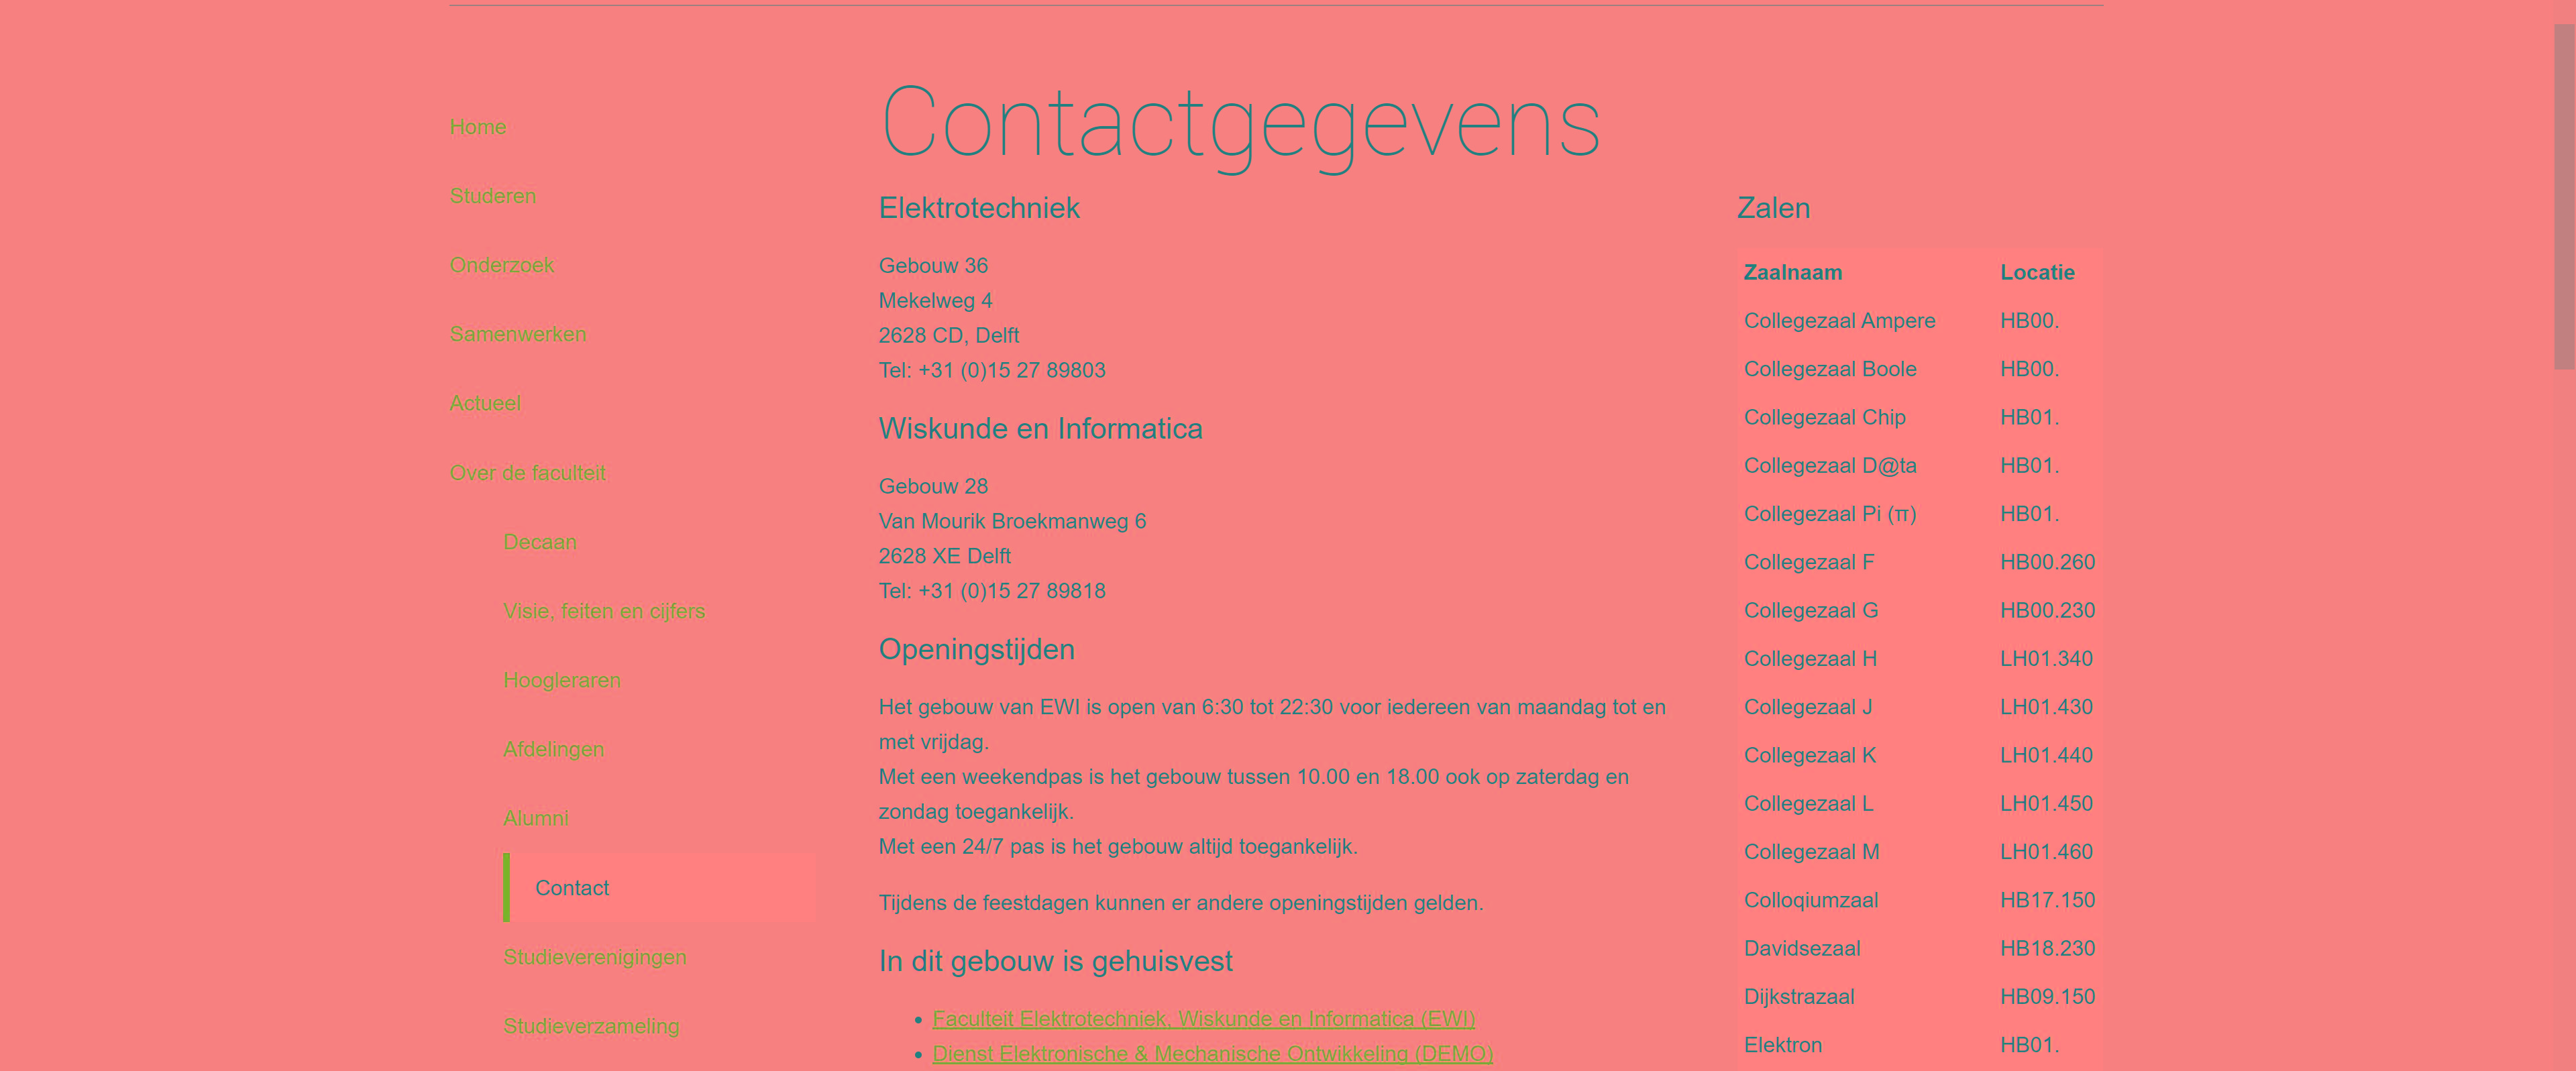 Home
Studeren
Onderzoek
Samenwerken
Actueel
Over de faculteit
Decaan
Visie, feiten en cijfers
Hoogleraren
Afdelingen
Alumni
Contact
Studieverenigingen
Studieverzameling
Contactgegevens
Elektrotechniek
Gebouw 36
Mekelweg 4
2628 CD, Delft
Tel: +31 (0)15 27 89803
Wiskunde en Informatica
Gebouw 28
Van Mourik Broekmanweg 6
2628 XE Delft
Tel: +31 (0)15 27 89818
Openingstijden
Het gebouw van EWI is open van 6:30 tot 22:30 voor iedereen van maandag tot en
met vrijdag.
Met een weekendpas is het gebouw tussen 10.00 en 18.00 ook op zaterdag en
zondag toegankelijk.
Met een 24/7 pas is het gebouw altijd toegankelijk.
Tijdens de feestdagen kunnen er andere openingstijden gelden.
In dit gebouw is gehuisvest
• Faculteit Elektrotechniek, Wiskunde en Informatica (EWI)
• Dienst Elektronische & Mechanische Ontwikkeling (DEMO)
Zalen
Zaalnaam Locatie
Collegezaal Ampere HB00.
Collegezaal Boole HB00.
Collegezaal Chip HB01.
Collegezaal D@ta HB01.
Collegezaal Pi (π) HB01.
Collegezaal F HB00.260
Collegezaal G HB00.230
Collegezaal H LH01.340
Collegezaal J LH01.430
Collegezaal K LH01.440
Collegezaal L LH01.450
Collegezaal M LH01.460
Colloqiumzaal HB17.150
Davidsezaal HB18.230
Dijkstrazaal HB09.150
Elektron HB01.